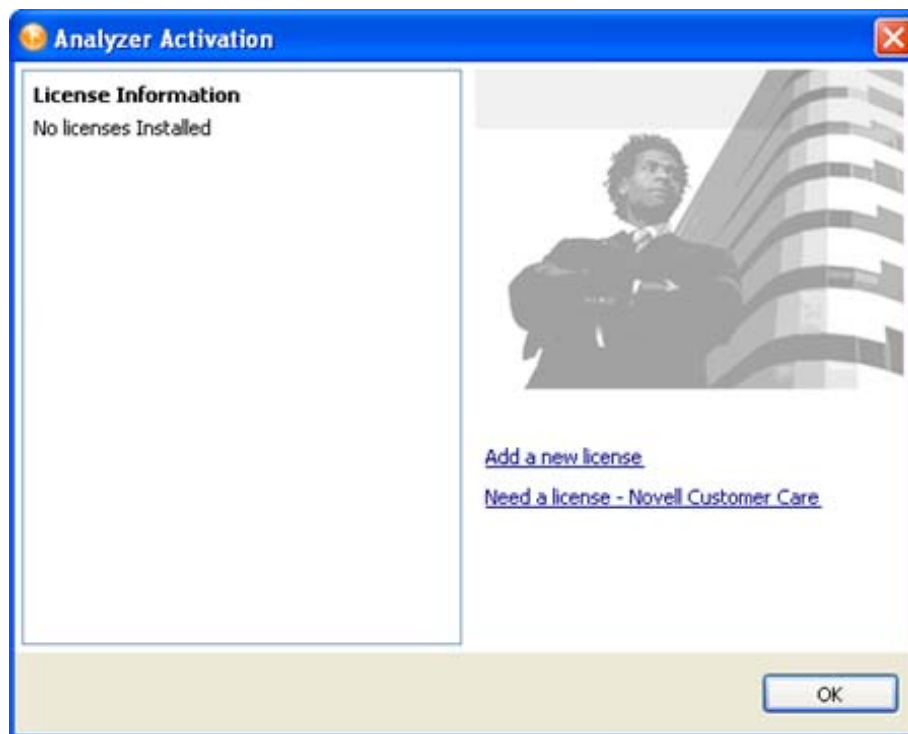 Analyzer Activation
License Information
No licenses Installed
Add a new license
Need a license - Novell Customer Care
OK